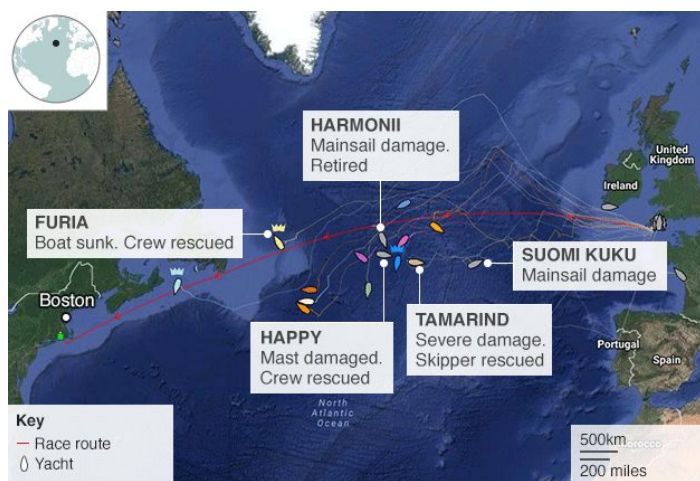 HARMONII
Mainsail damage.
Retired
United
Kingdom
Ireland
FURIA
Boat sunk. Crew rescued
SUOMI KUKU
Mainsail damage
Boston
HAPPY
Mast damaged.
Crew rescued
TAMARIND
Severe damage.
Skipper rescued
Portugal
Spain
North
Atlantic
Ocean
Key
Race route
Yacht
500km
200 miles